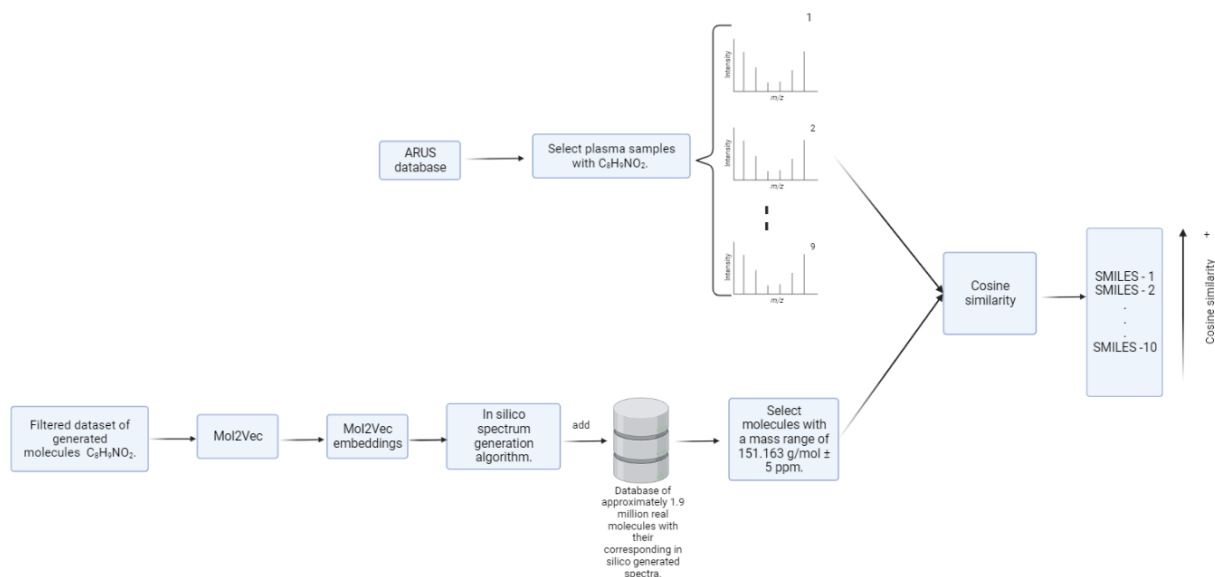 1
Intensity
m/z
ARUS
database
Select plasma samples
with C₈H₉NO₂.
2
Intensity
m/z
9
Intensity
m/z
Cosine
similarity
SMILES - 1
SMILES - 2
.
.
.
SMILES -10
+
Cosine similarity
Filtered dataset of
generated
molecules C₈H₉NO₂.
Mol2Vec
Mol2Vec
embeddings
In silico
spectrum
generation
algorithm.
add
Database of
approximately 1.9
million real
molecules with
their
corresponding in
silico generated
spectra.
Select
molecules with
a mass range of
151.163 g/mol ±
5 ppm.